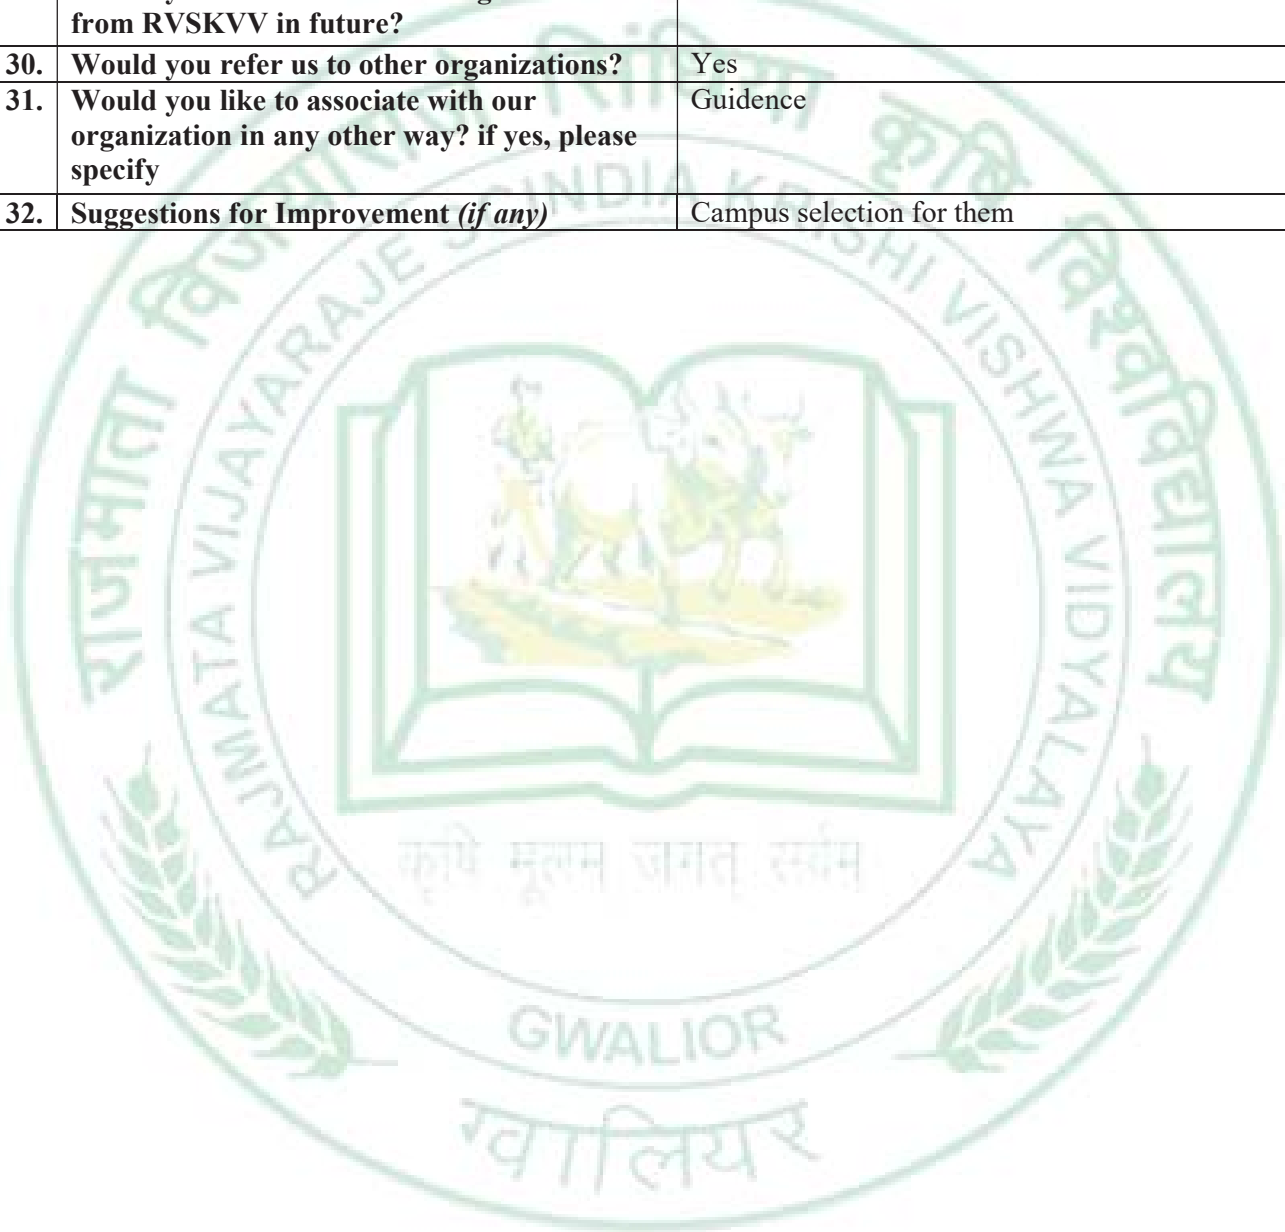 from RVSKVV in future?
30. Would you refer us to other organizations? Yes
31. Would you like to associate with our Guidence
organization in any other way? if yes, please
specify
32. Suggestions for Improvement (if any) Campus selection for them
राजमाता विजयाराजे सिंधिया कृषि विश्वविद्यालय
RAJMATA VIJAYARAJE SCINDIA KRISHI VISHWA VIDYALAYA
कृषि मूलम् जगत्
GWALIOR
ग्वालियर